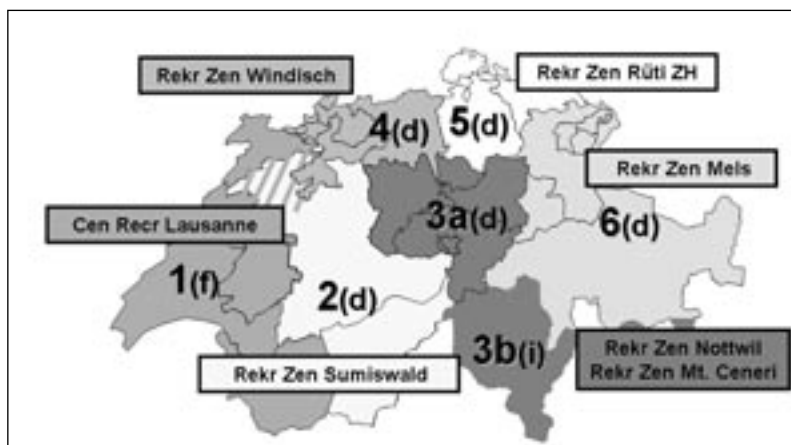 Rekr Zen Windisch
Rekr Zen Rüti ZH
4(d)
5(d)
Rekr Zen Mels
3a(d)
Cen Recr Lausanne
6(d)
1(f)
2(d)
3b(i)
Rekr Zen Nottwil
Rekr Zen Mt. Ceneri
Rekr Zen Sumiswald